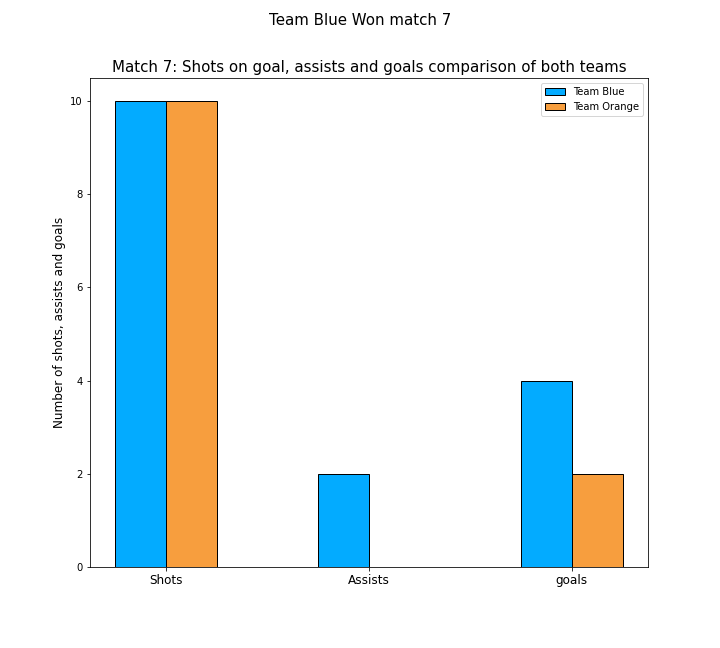 Team Blue Won match 7
Match 7: Shots on goal, assists and goals comparison of both teams
Team Blue
Team Orange
Number of shots, assists and goals
10
8
6
4
2
0
Shots
Assists
goals